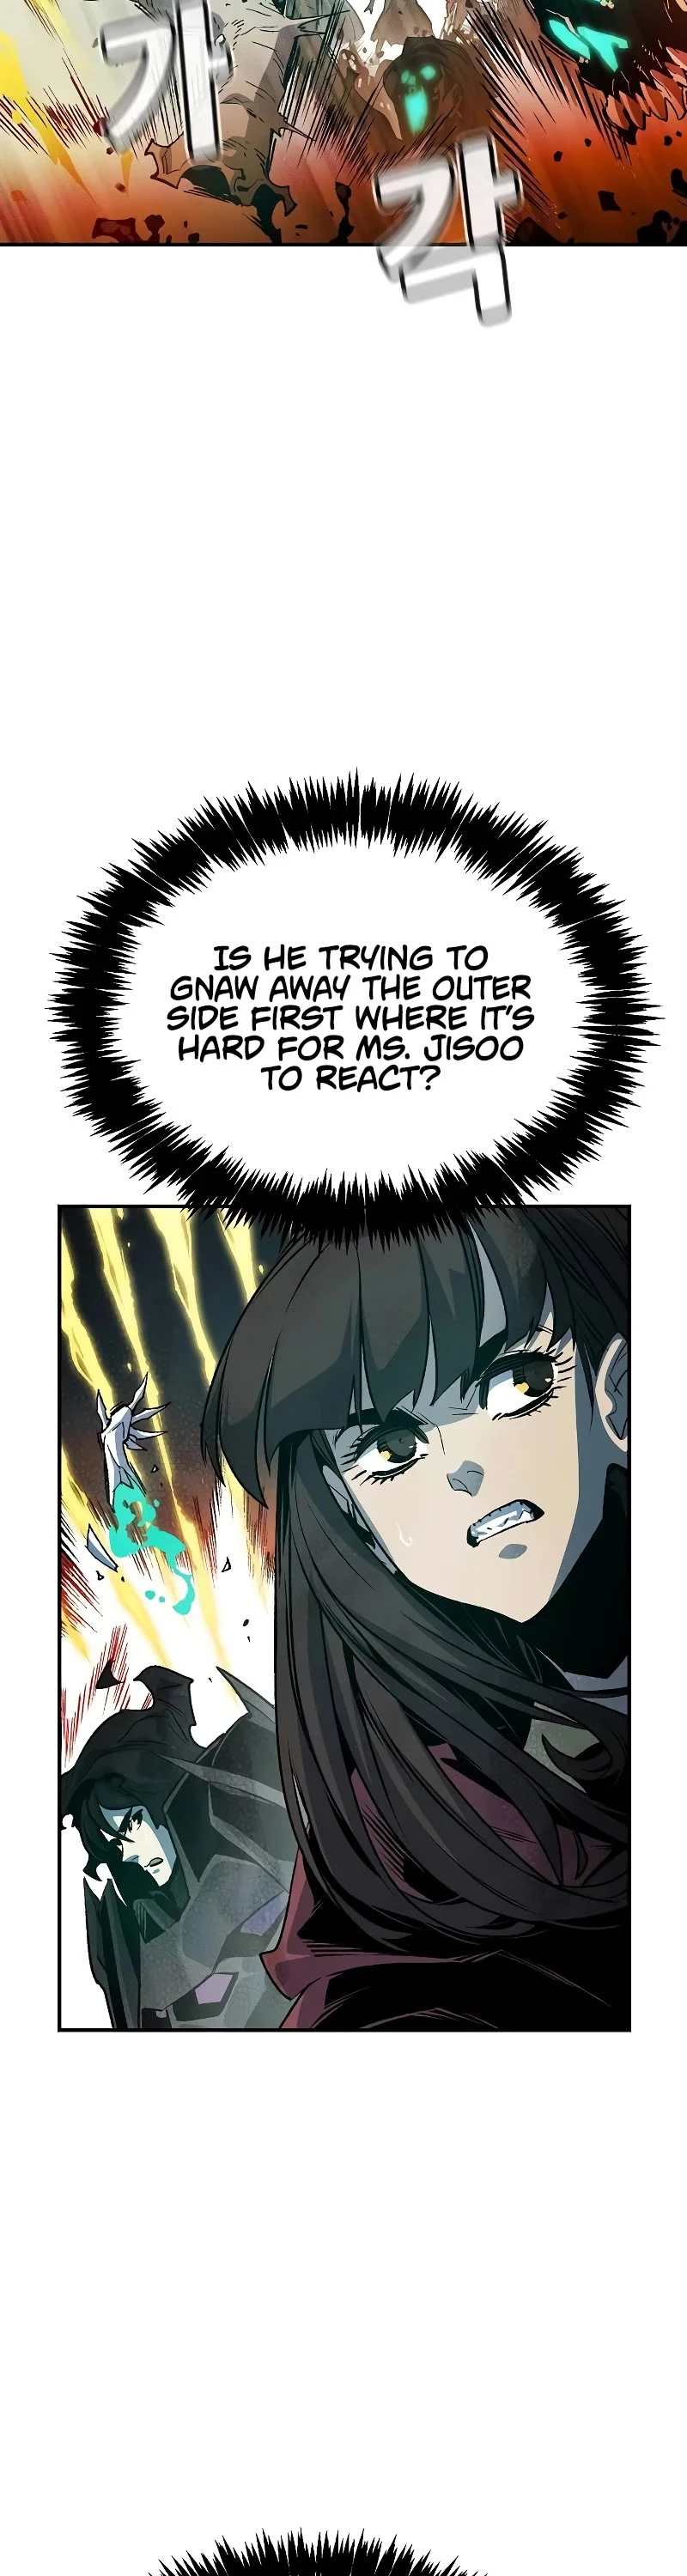 가
각
IS HE TRYING TO
GNAW AWAY THE OUTER
SIDE FIRST WHERE IT'S
HARD FOR MS. JISOO
TO REACT?